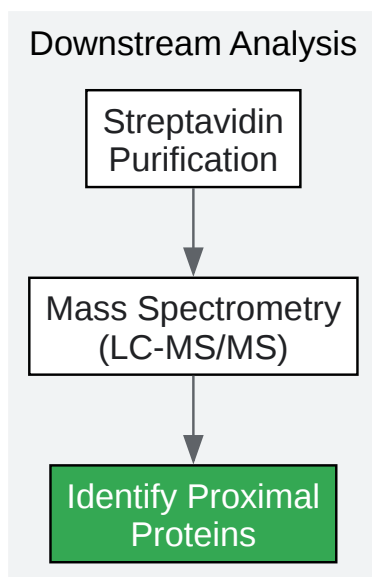 Downstream Analysis
Streptavidin
Purification
Mass Spectrometry
(LC-MS/MS)
Identify Proximal
Proteins